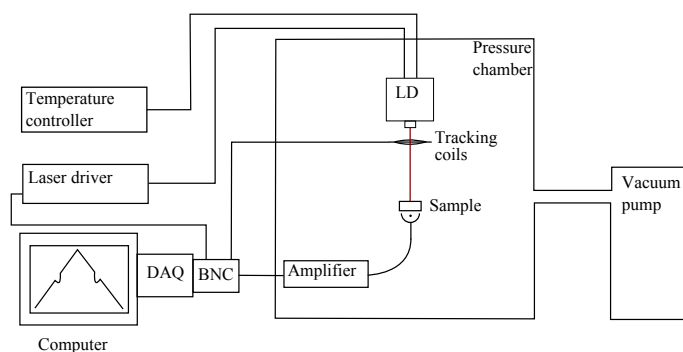 Pressure
chamber
LD
Temperature
controller
Tracking
coils
Laser driver
Vacuum
pump
Sample
DAQ
BNC
Amplifier
Computer